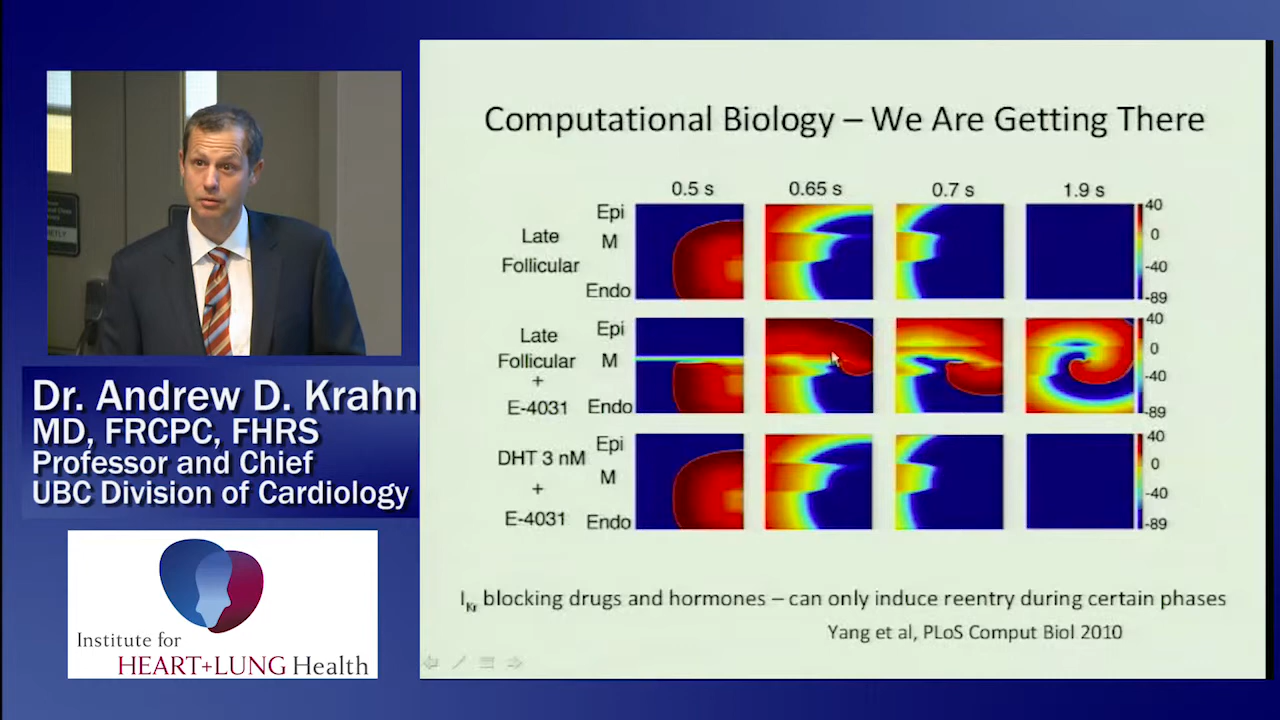 Dr. Andrew D. Krahn
MD, FRCPC, FHRS
Professor and Chief
UBC Division of Cardiology
Institute for
HEART+LUNG Health
Computational Biology – We Are Getting There
0.5 s 0.65 s 0.7 s 1.9 s
Late
Follicular
Epi
M
Endo
40
0
-40
-89
Late
Follicular
+
E-4031
Epi
M
Endo
40
0
-40
-89
DHT 3 nM
+
E-4031
Epi
M
Endo
40
0
-40
-89
IKr blocking drugs and hormones – can only induce reentry during certain phases
Yang et al, PLoS Comput Biol 2010